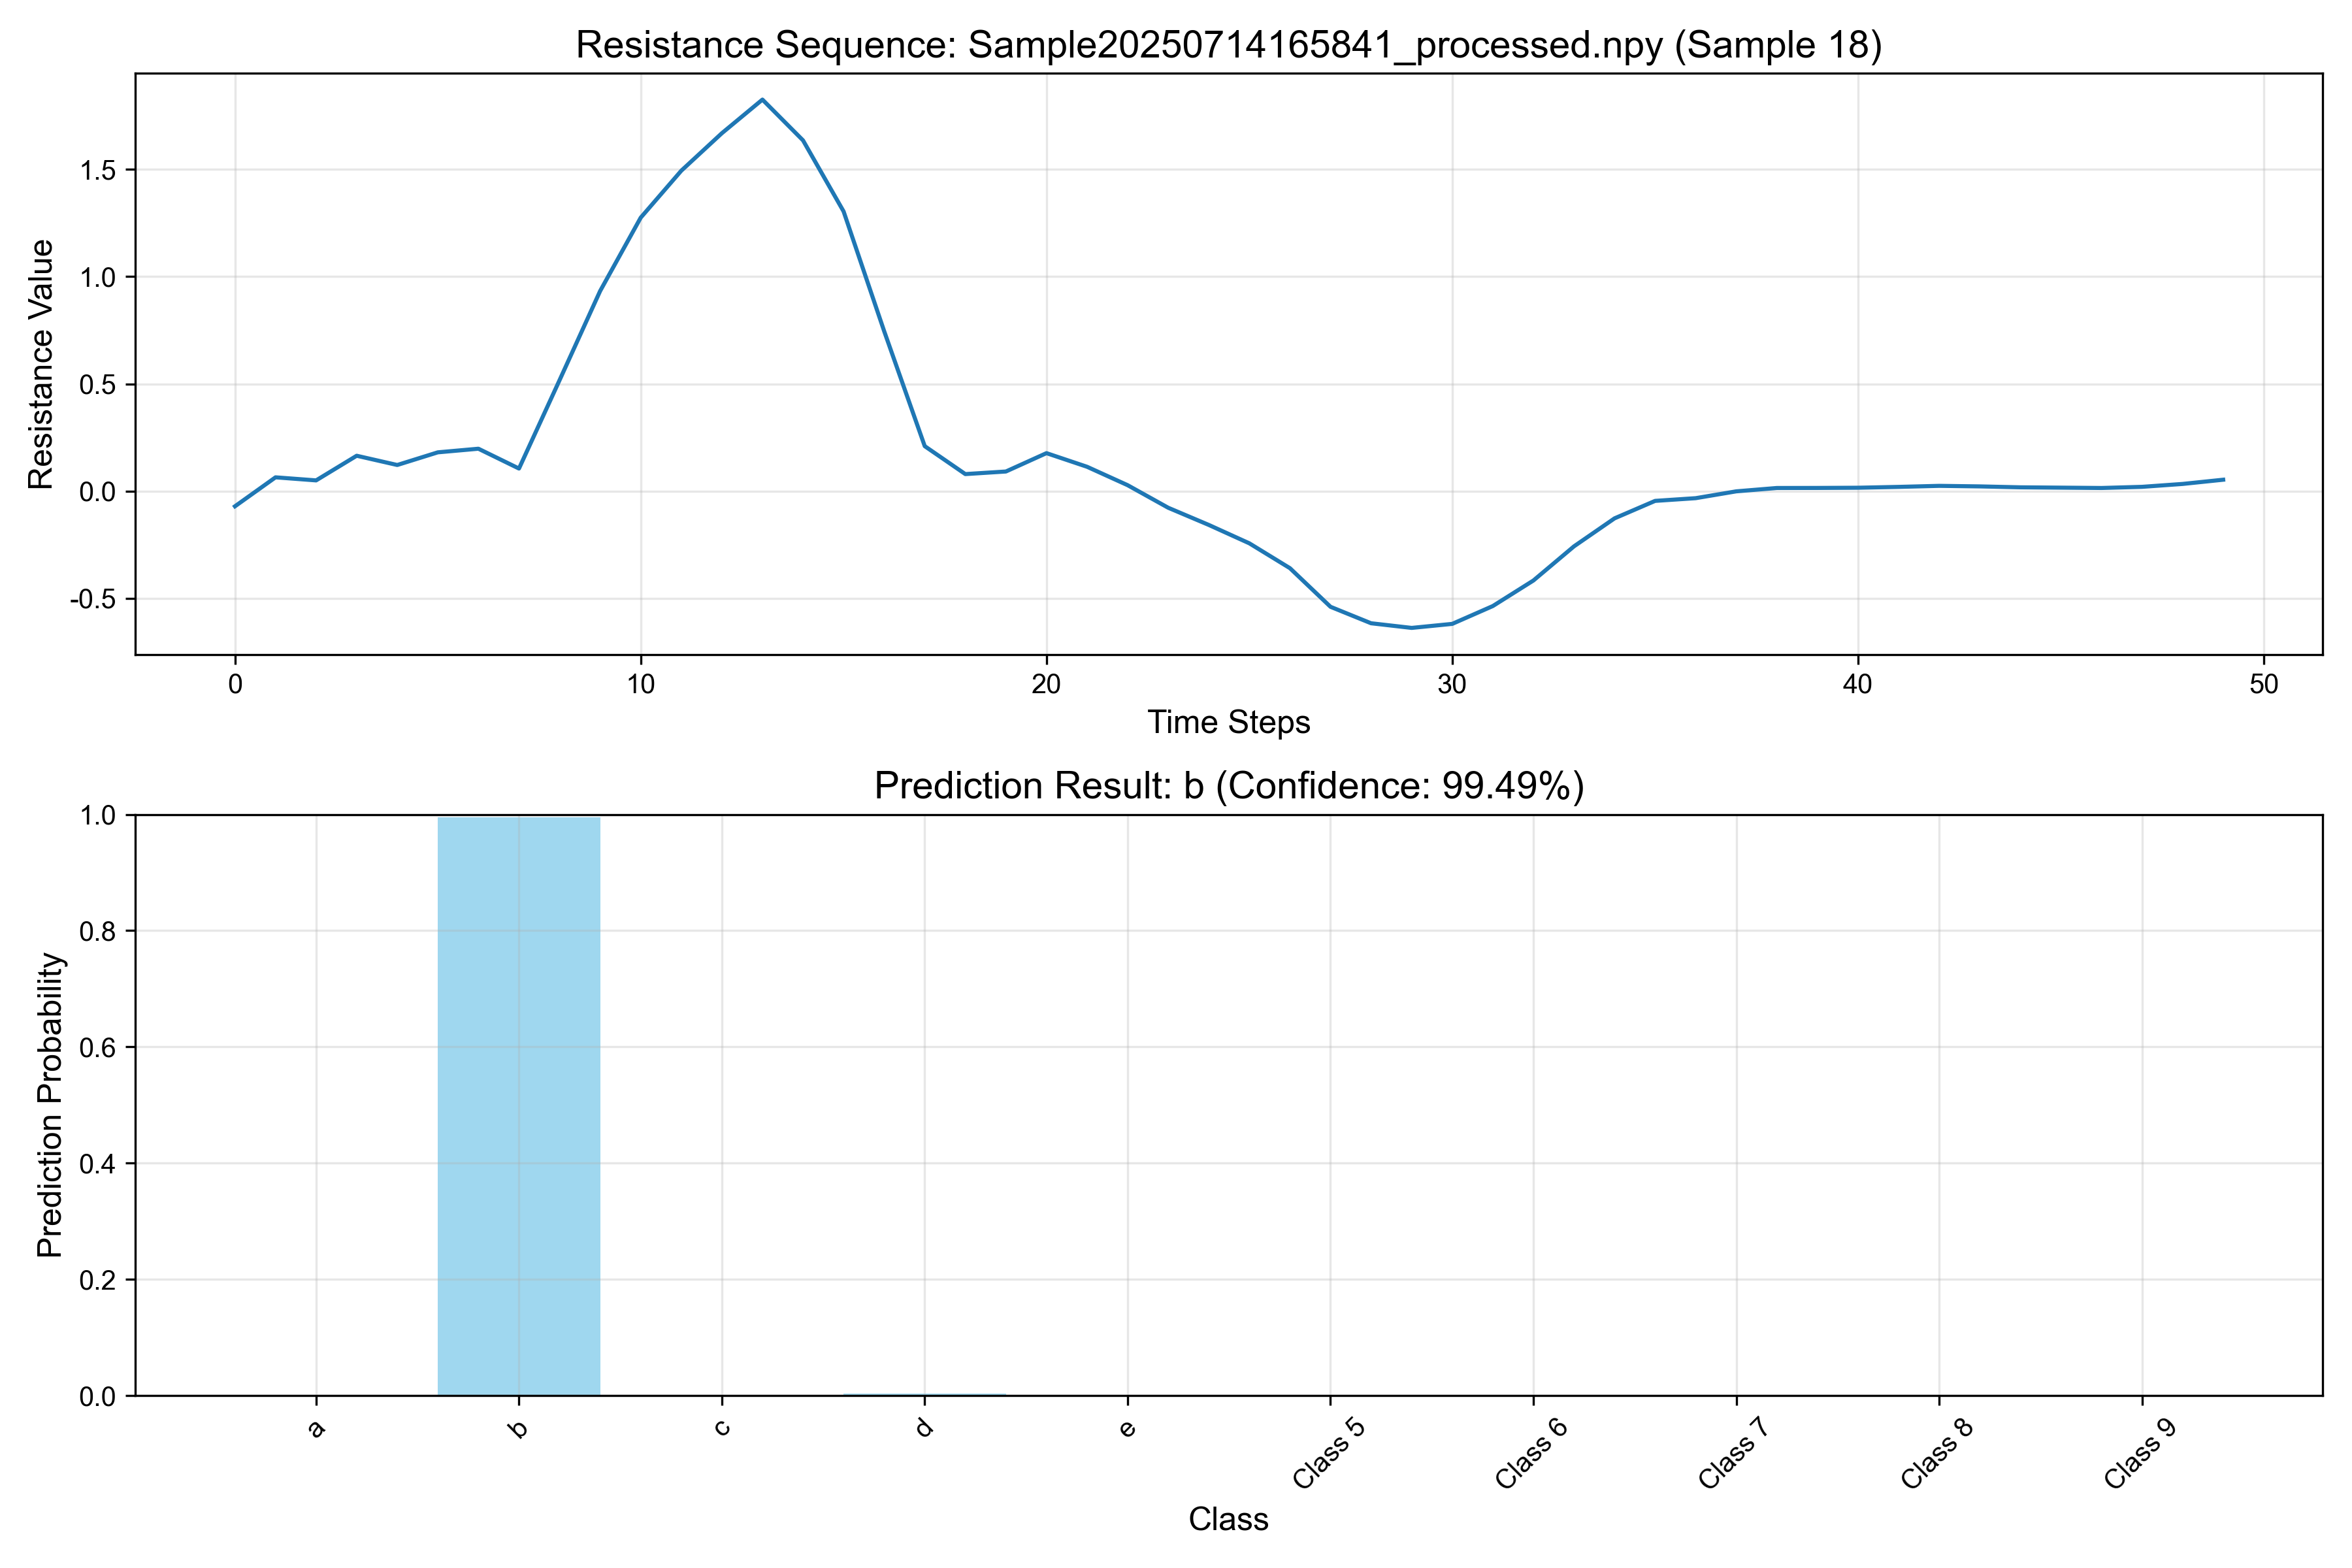 Resistance Sequence: Sample20250714165841_processed.npy (Sample 18)
Resistance Value
1.5
1.0
0.5
0.0
-0.5
0 10 20 30 40 50
Time Steps
Prediction Result: b (Confidence: 99.49%)
Prediction Probability
1.0
0.8
0.6
0.4
0.2
0.0
a b c d e Class 5 Class 6 Class 7 Class 8 Class 9
Class